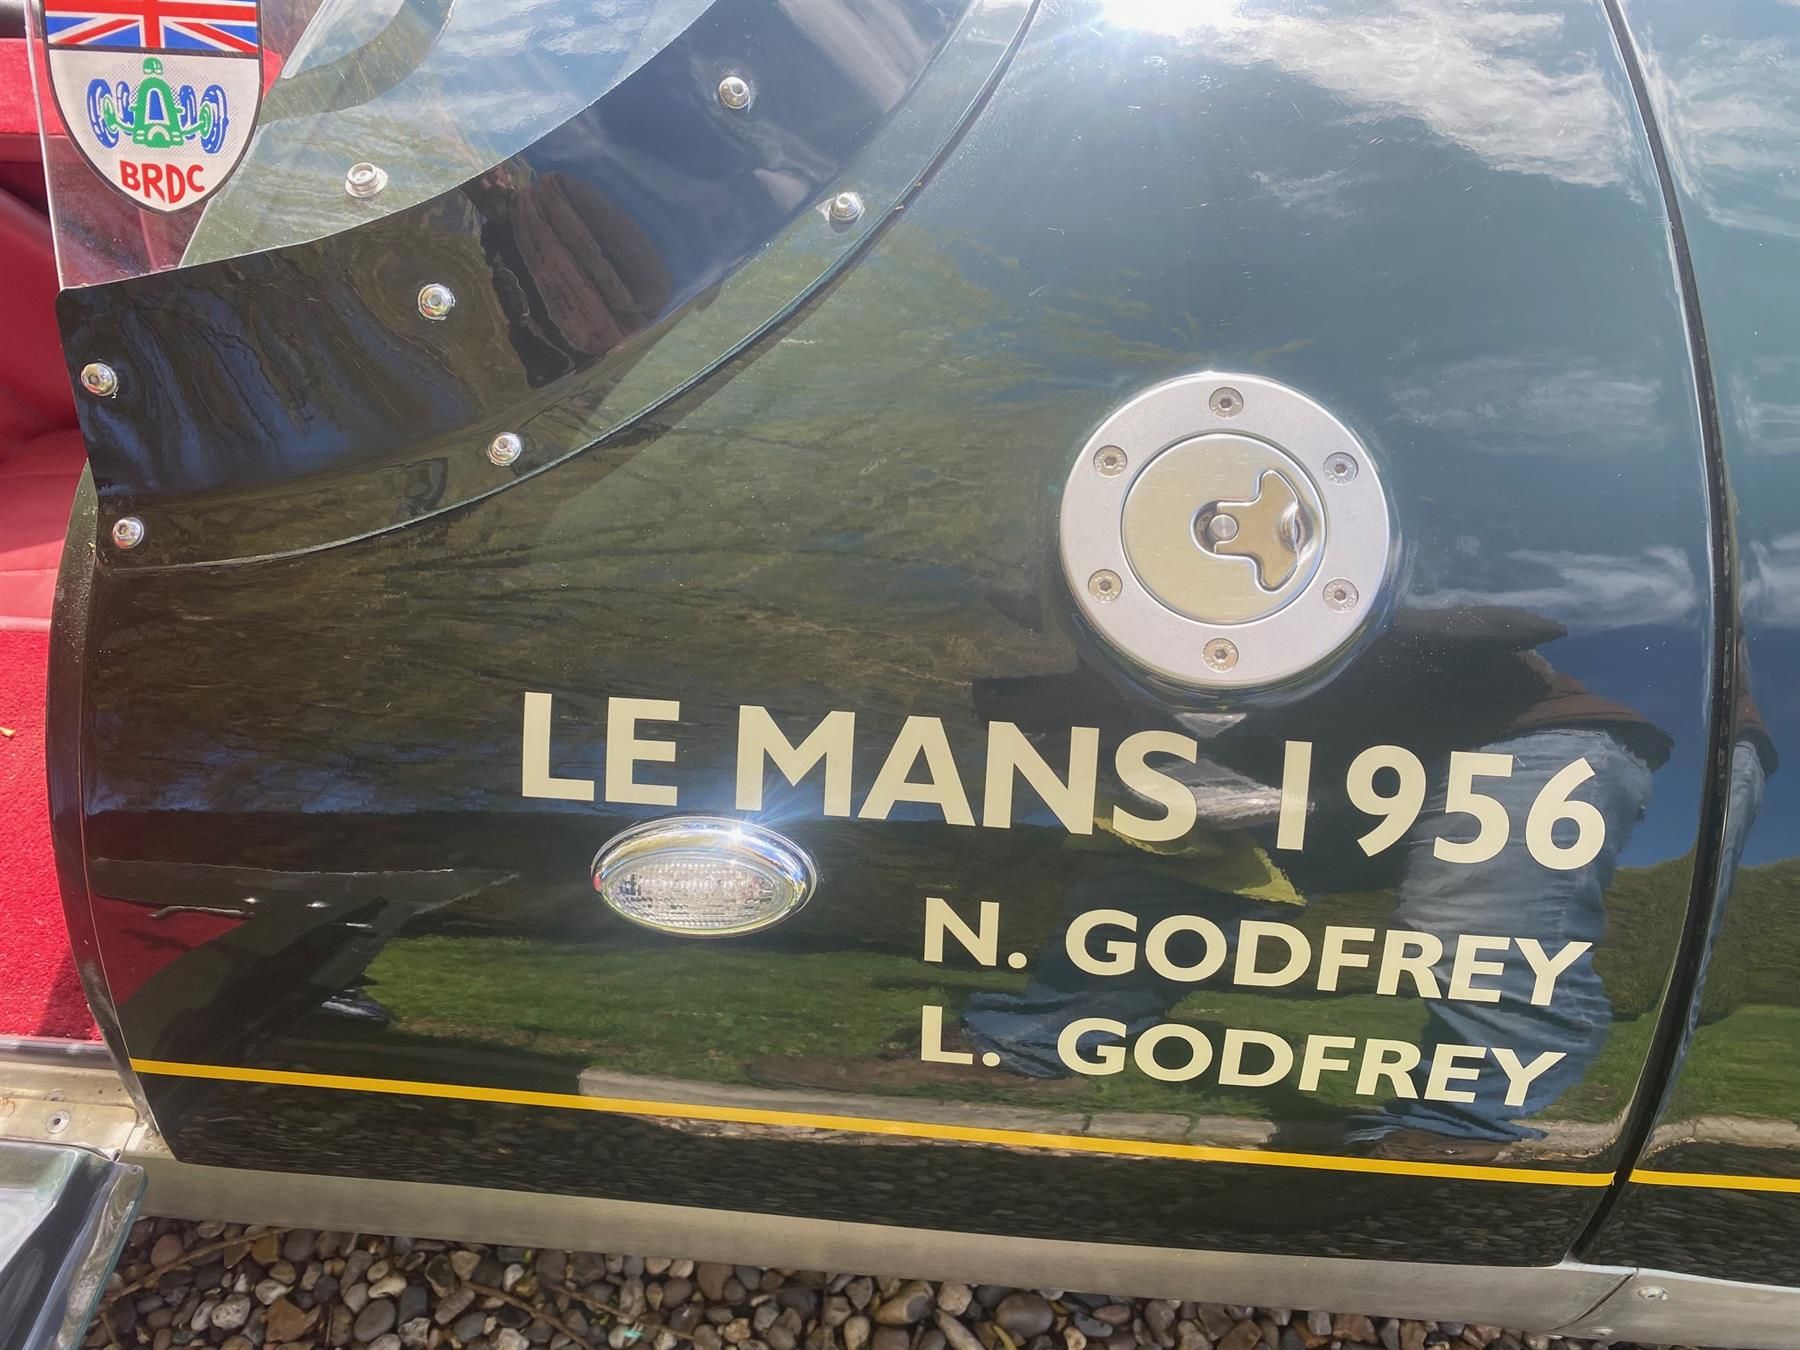 BRDC
LE MANS 1956
N. GODFREY
L. GODFREY